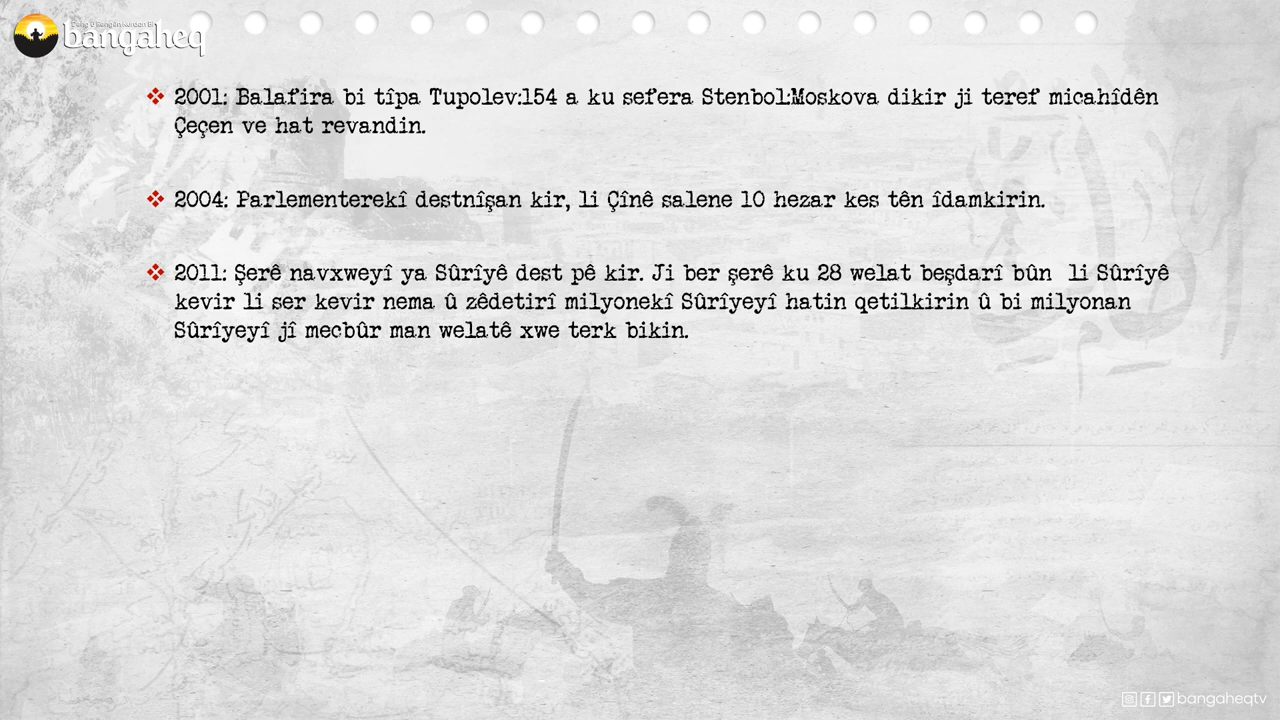 bangaheq
2001: Balafira bi tîpa Tupolev:154 a ku sefera Stenbol:Moskova dikir ji teref micahîdên
Çeçen ve hat revandin.
2004: Parlementerekî destnîşan kir, li Çînê salene 10 hezar kes tên îdamkirin.
2011: Şerê navxweyî ya Sûrîyê dest pê kir. Ji ber şerê ku 28 welat beşdarî bûn li Sûrîyê
kevir li ser kevir nema û zêdetirî milyonekî Sûrîyeyî hatin qetilkirin û bi milyonan
Sûrîyeyî jî mecbûr man welatê xwe terk bikin.
bangaheqtv